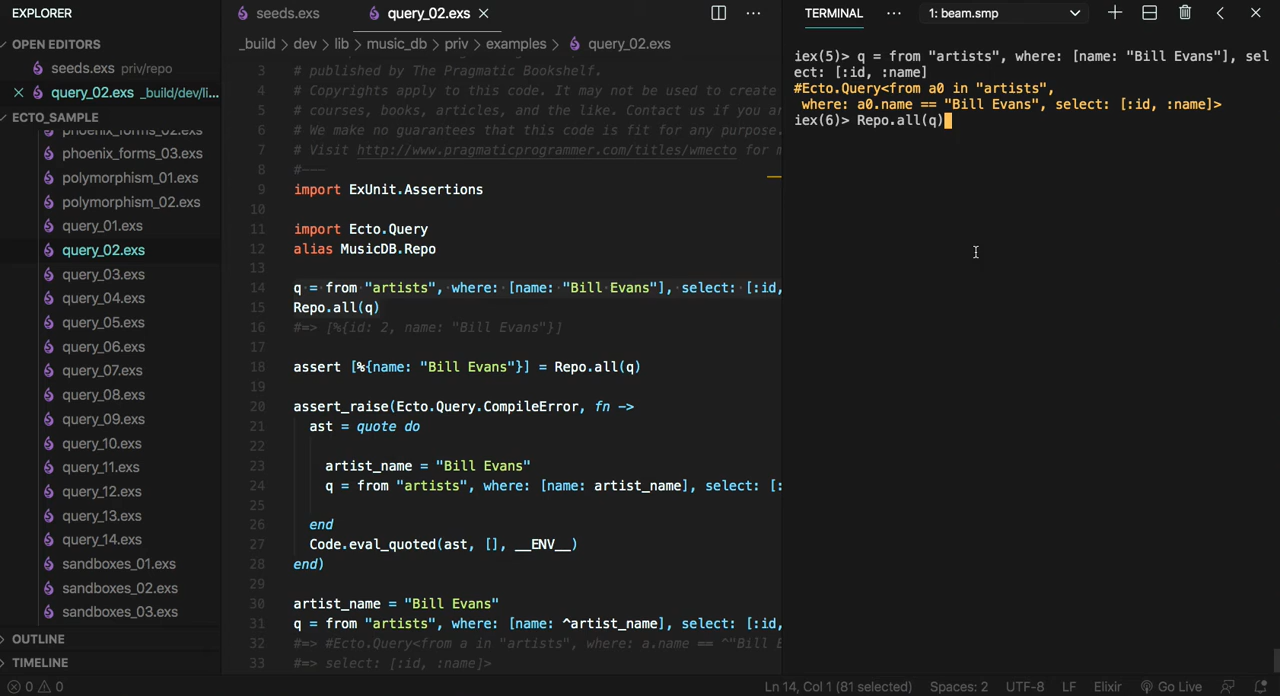 EXPLORER
OPEN EDITORS
seeds.exs priv/repo
query_02.exs _build/dev/li...
ECTO_SAMPLE
phoenix_forms_02.exs
phoenix_forms_03.exs
polymorphism_01.exs
polymorphism_02.exs
query_01.exs
query_02.exs
query_03.exs
query_04.exs
query_05.exs
query_06.exs
query_07.exs
query_08.exs
query_09.exs
query_10.exs
query_11.exs
query_12.exs
query_13.exs
query_14.exs
sandboxes_01.exs
sandboxes_02.exs
sandboxes_03.exs
OUTLINE
TIMELINE
0 0
seeds.exs query_02.exs
_build > dev > lib > music_db > priv > examples > query_02.exs
3 # published by The Pragmatic Bookshelf.
4 # Copyrights apply to this code. It may not be used to create
5 # courses, books, articles, and the like. Contact us if you a
6 # We make no guarantees that this code is fit for any purpose.
7 # Visit http://www.pragmaticprogrammer.com/titles/wmecto for m
8 #---
9 import ExUnit.Assertions
10
11 import Ecto.Query
12 alias MusicDB.Repo
13
14 q = from "artists", where: [name: "Bill Evans"], select: [:id,
15 Repo.all(q)
16 #=> [%{id: 2, name: "Bill Evans"}]
17
18 assert [%{name: "Bill Evans"}] = Repo.all(q)
19
20 assert_raise(Ecto.Query.CompileError, fn ->
21 ast = quote do
22
23 artist_name = "Bill Evans"
24 q = from "artists", where: [name: artist_name], select: [:
25
26 end
27 Code.eval_quoted(ast, [], __ENV__)
28 end)
29
30 artist_name = "Bill Evans"
31 q = from "artists", where: [name: ^artist_name], select: [:id,
32 #=> #Ecto.Query<from a in "artists", where: a.name == ^"Bill E
33 #=> select: [:id, :name]>
TERMINAL ... 1: beam.smp
iex(5)> q = from "artists", where: [name: "Bill Evans"], sel
ect: [:id, :name]
#Ecto.Query<from a0 in "artists",
where: a0.name == "Bill Evans", select: [:id, :name]>
iex(6)> Repo.all(q)
Ln 14, Col 1 (81 selected) Spaces: 2 UTF-8 LF Elixir Go Live